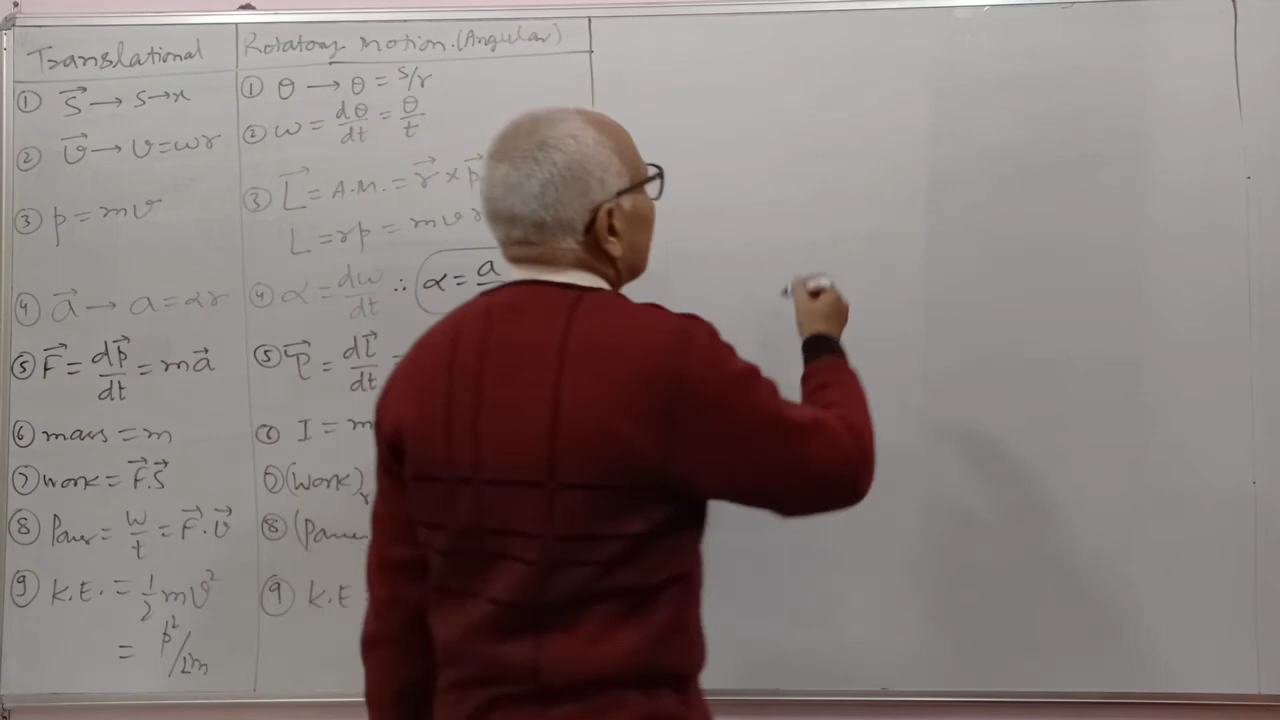 Translational
① S⃗ → s→x
② v⃗ → v=ωr
③ p = mv
④ a⃗ → a = αr
⑤ F⃗ = dp⃗/dt = ma⃗
⑥ mass = m
⑦ work = F⃗.S⃗
⑧ Power = W/t = F⃗.v⃗
⑨ K.E. = 1/2 mv²
= p²/2m
Rotatory motion.(Angular)
① θ → θ = s/r
② ω = dθ/dt = θ/t
③ L⃗ = A.M. = r⃗ × p⃗
L = rp = mvr
④ α = dω/dt ∴ α = a
⑤ τ⃗ = dL⃗/dt =
⑥ I = m
(Work)r
⑧ (Power
⑨ K.E